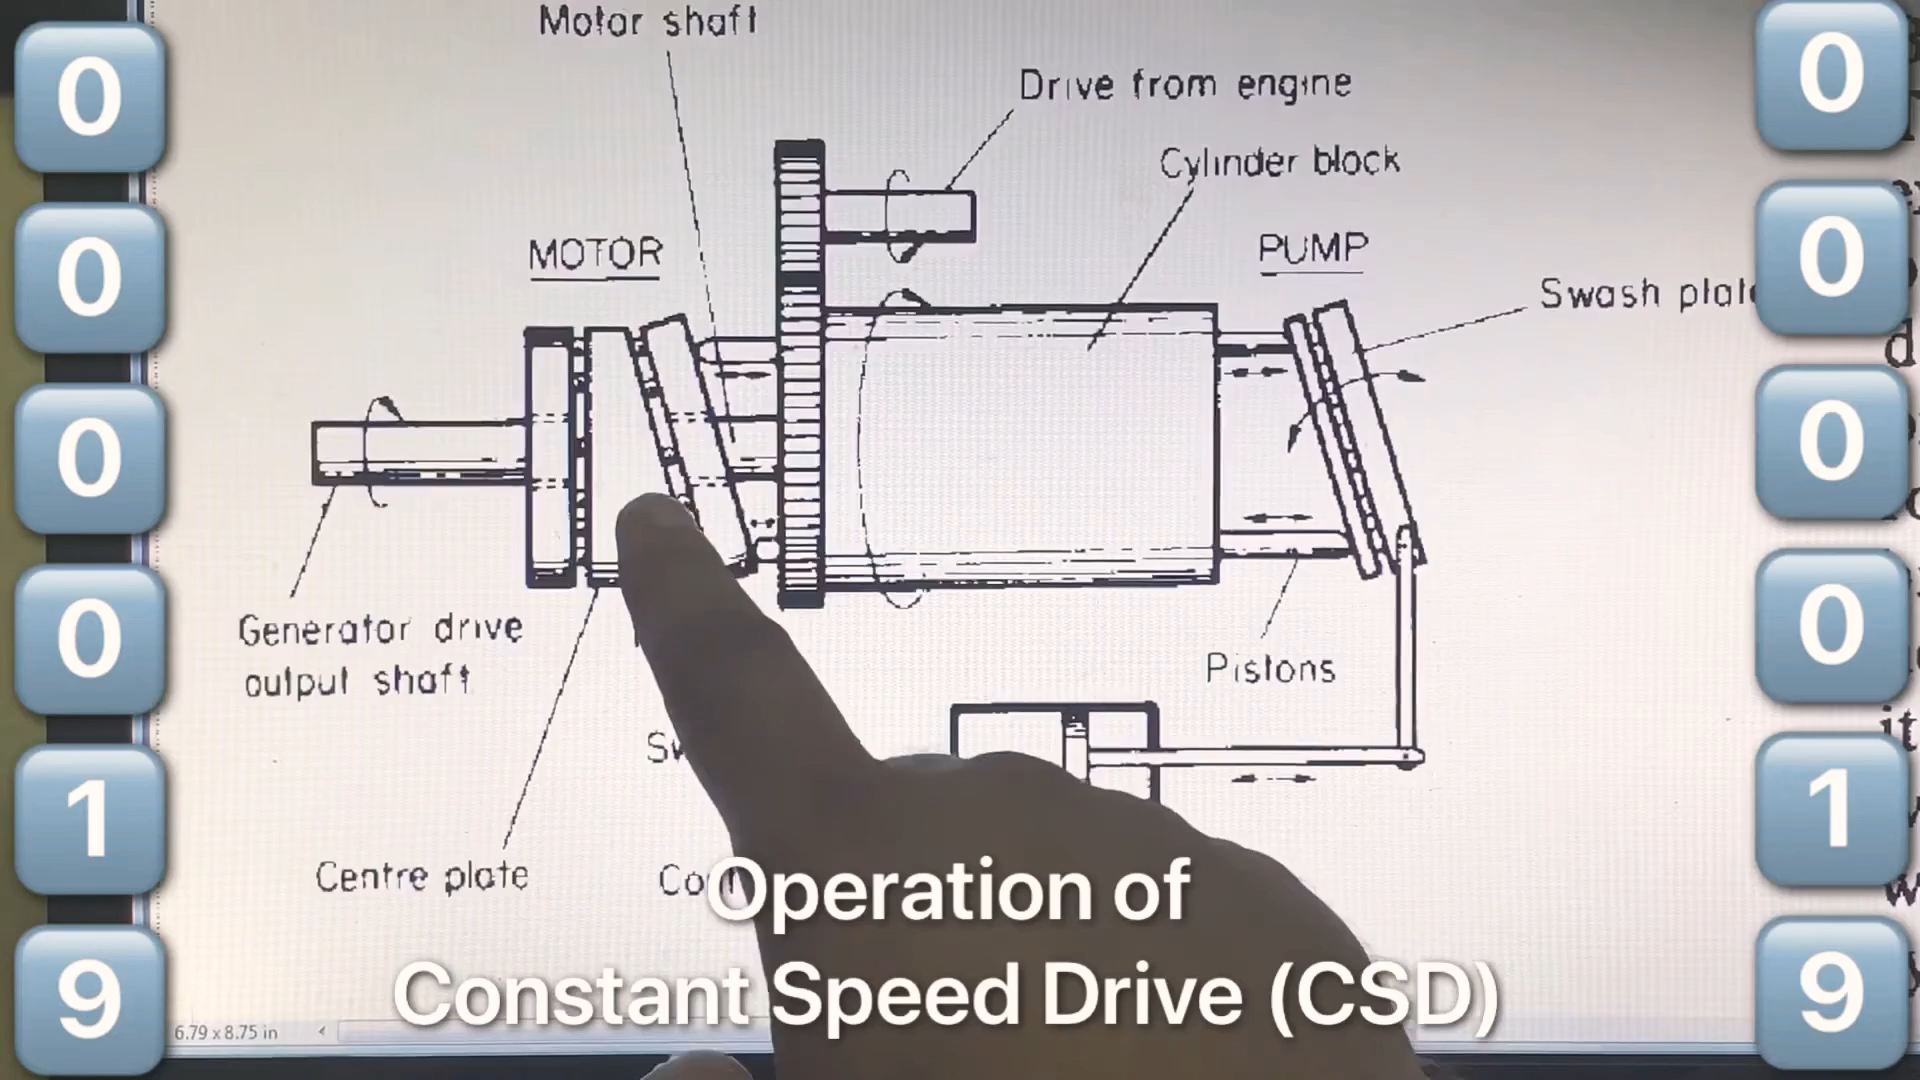 Motor shaft
Drive from engine
Cylinder block
MOTOR
PUMP
Swash
Generator drive
output shaft
Pistons
Centre plate
Operation of
Constant Speed Drive (CSD)
6.79 x 8.75 in
0
0
0
0
1
9
0
0
0
0
1
9